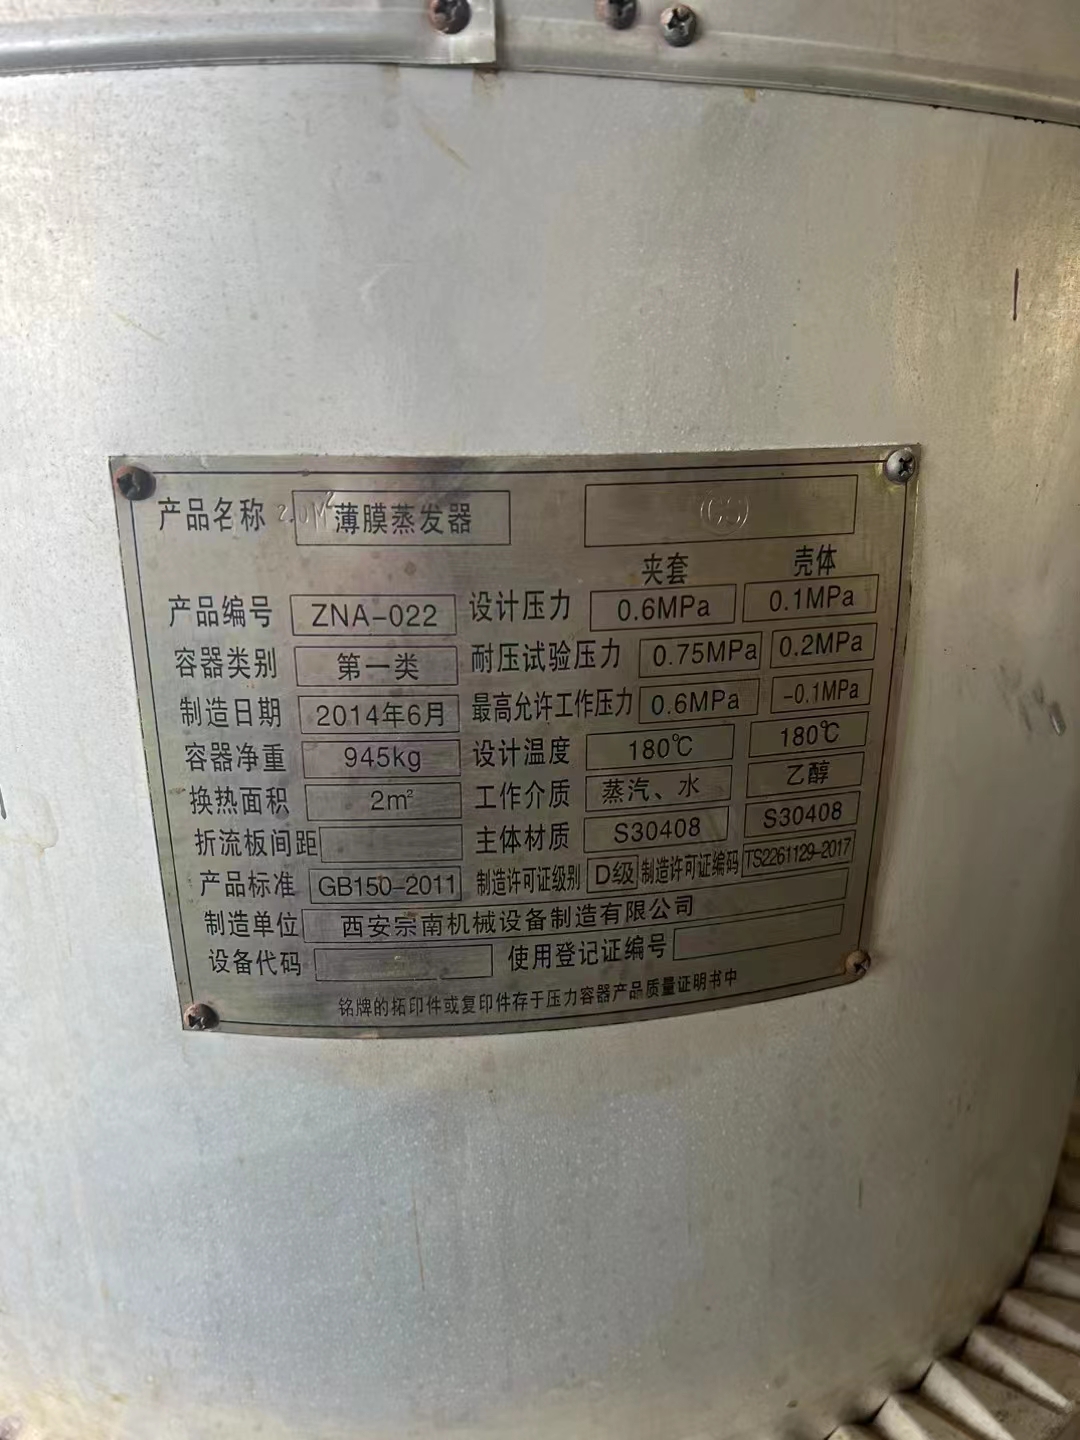 产品名称 2.0M² 薄膜蒸发器 CS
夹套 壳体
产品编号 ZNA-022 设计压力 0.6MPa 0.1MPa
容器类别 第一类 耐压试验压力 0.75MPa 0.2MPa
制造日期 2014年6月 最高允许工作压力 0.6MPa -0.1MPa
容器净重 945kg 设计温度 180℃ 180℃
换热面积 2m² 工作介质 蒸汽、水 乙醇
折流板间距 主体材质 S30408 S30408
产品标准 GB150-2011 制造许可证级别 D级 制造许可证编码 TS2261129-2017
制造单位 西安宗南机械设备制造有限公司
设备代码 使用登记证编号
铭牌的拓印件或复印件存于压力容器产品质量证明书中